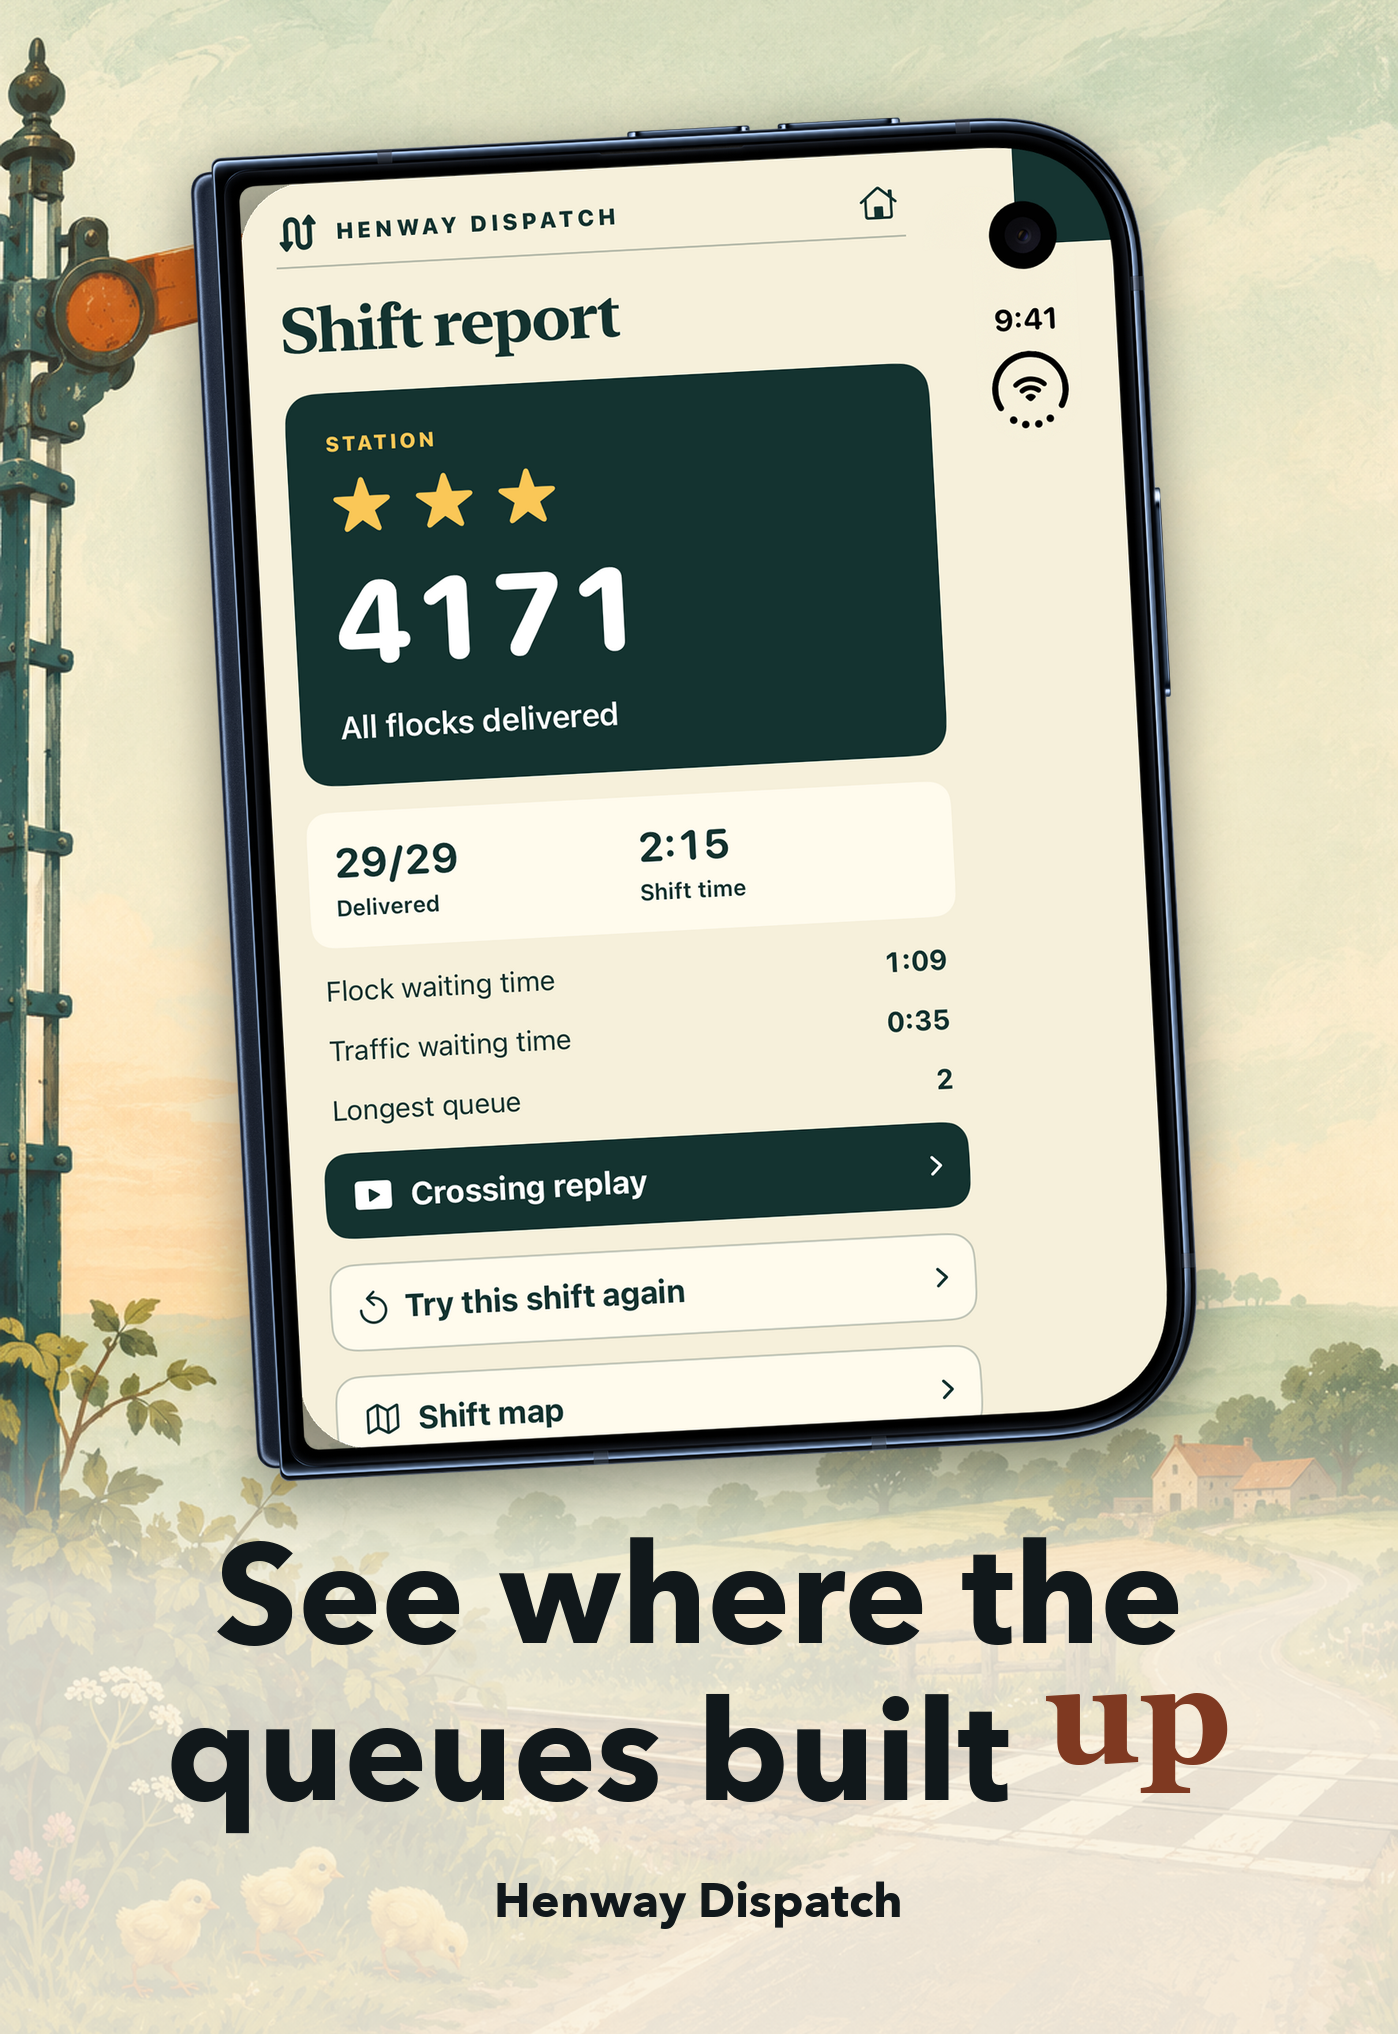 HENWAY DISPATCH
9:41
Shift report
STATION
4171
All flocks delivered
29/29
Delivered
2:15
Shift time
Flock waiting time 1:09
Traffic waiting time 0:35
Longest queue 2
Crossing replay
Try this shift again
Shift map
See where the
queues built up
Henway Dispatch